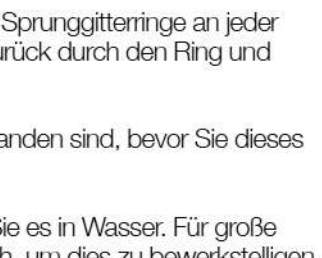 Sprunggitterringe an jeder
zurück durch den Ring und
anden sind, bevor Sie dieses
Sie es in Wasser. Für große
um dies zu bewerkstelligen